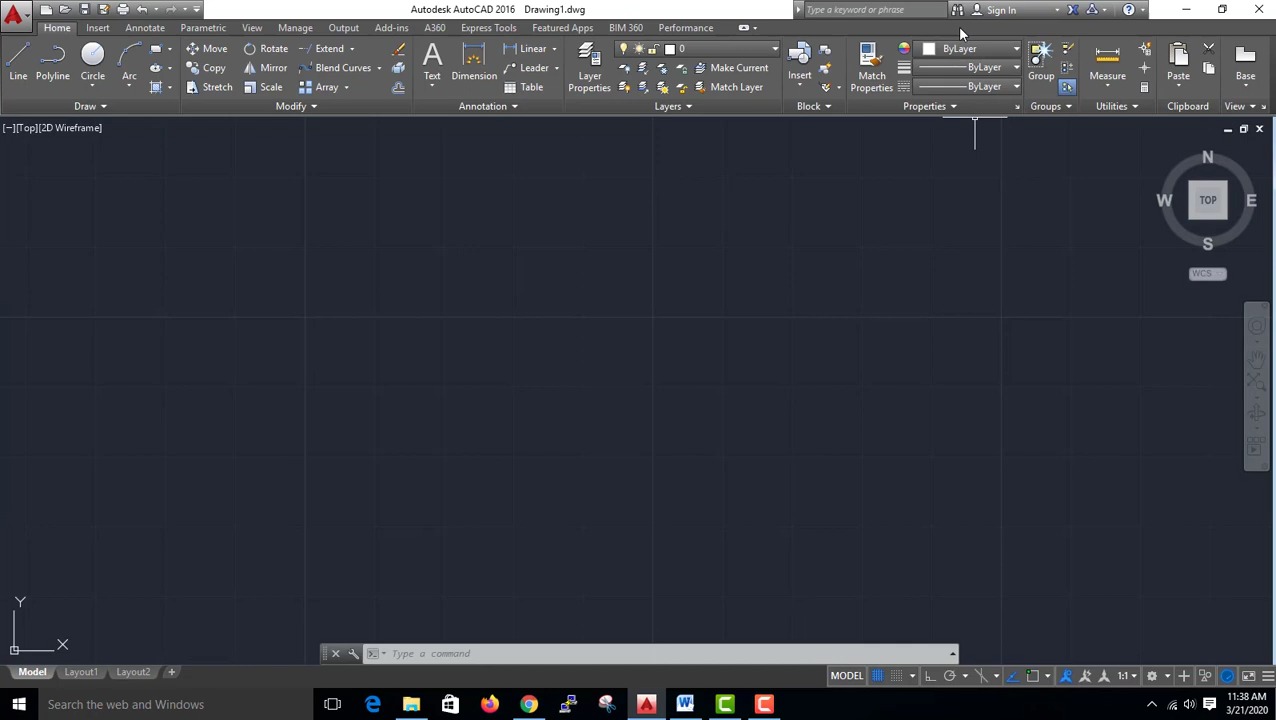 Autodesk AutoCAD 2016 Drawing1.dwg
Type a keyword or phrase
Sign In
Home Insert Annotate Parametric View Manage Output Add-ins A360 Express Tools Featured Apps BIM 360 Performance
Line Polyline Circle Arc
Move Rotate Extend
Copy Mirror Blend Curves
Stretch Scale Array
Text Dimension
Linear
Leader
Table
Layer Properties
0
Make Current
Match Layer
Insert
Match Properties
ByLayer
ByLayer
ByLayer
Group Measure Paste Base
Draw Modify Annotation Layers Block Properties Groups Utilities Clipboard View
[−][Top][2D Wireframe]
N
W TOP E
S
WCS
Y
X
Type a command
Model Layout1 Layout2 +
MODEL 1:1
Search the web and Windows
11:38 AM
3/21/2020